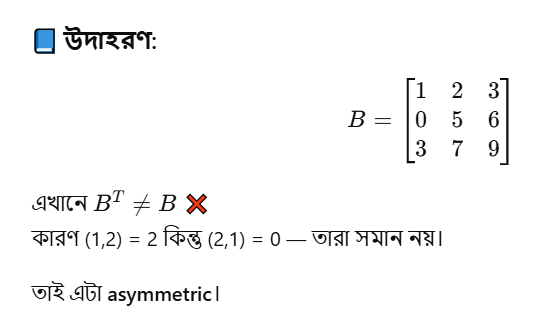 📘 উদাহরণ:
B = [1 2 3
0 5 6
3 7 9]
এখানে Bᵀ ≠ B ❌
কারণ (1,2) = 2 কিন্তু (2,1) = 0 — তারা সমান নয়।
তাই এটা asymmetric।